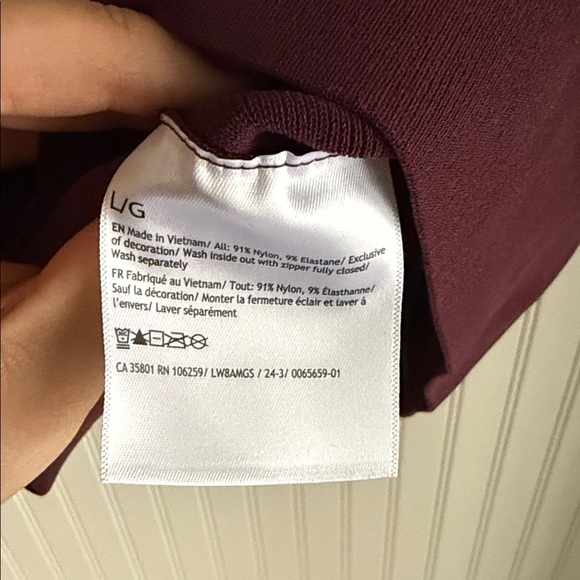 L/G
EN Made in Vietnam/ All: 91% Nylon, 9% Elastane/ Exclusive
of decoration/ Wash inside out with zipper fully closed/
Wash separately
FR Fabriqué au Vietnam/ Tout: 91% Nylon, 9% Élasthanne/
Sauf la décoration/ Monter la fermeture éclair et laver à
l'envers/ Laver séparément
CA 35801 RN 106259/ LW8AMGS / 24-3/ 0065659-01